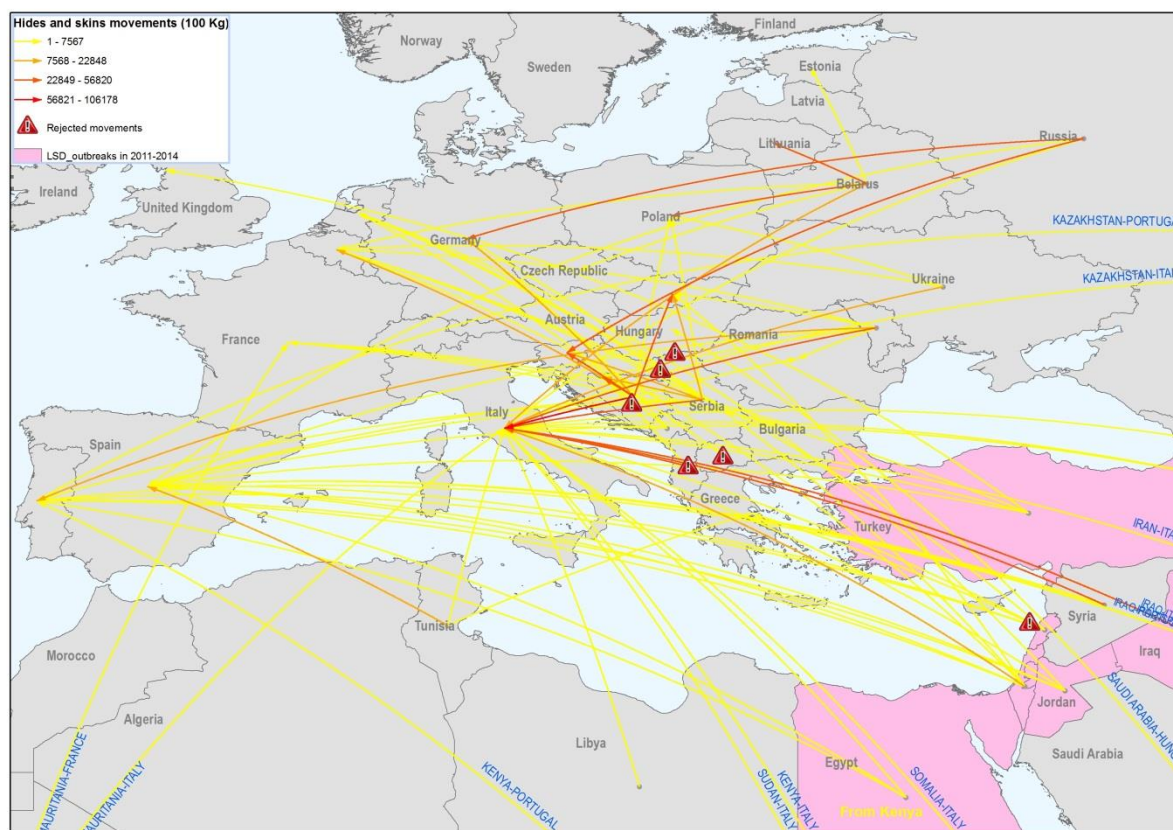 Hides and skins movements (100 Kg)
1 - 7567
7568 - 22848
22849 - 56820
56821 - 106178
Rejected movements
LSD_outbreaks in 2011-2014
Finland
Norway
Sweden
Estonia
Latvia
Lithuania
Russia
Ireland
United Kingdom
Belarus
Poland
KAZAKHSTAN-PORTUGAL
Germany
Czech Republic
Ukraine
KAZAKHSTAN-ITAL
Austria
Hungary
Romania
France
Italy
Serbia
Bulgaria
Spain
Greece
Turkey
IRAN-ITA
Syria
Tunisia
Iraq
Morocco
Jordan
SAUDI ARABIA-HUN
Algeria
Libya
Saudi Arabia
Egypt
From Kenya
MAURITANIA-FRANCE
MAURITANIA-ITALY
KENYA-PORTUGAL
SUDAN-ITALY
KENYA-ITALY
SOMALIA-ITALY